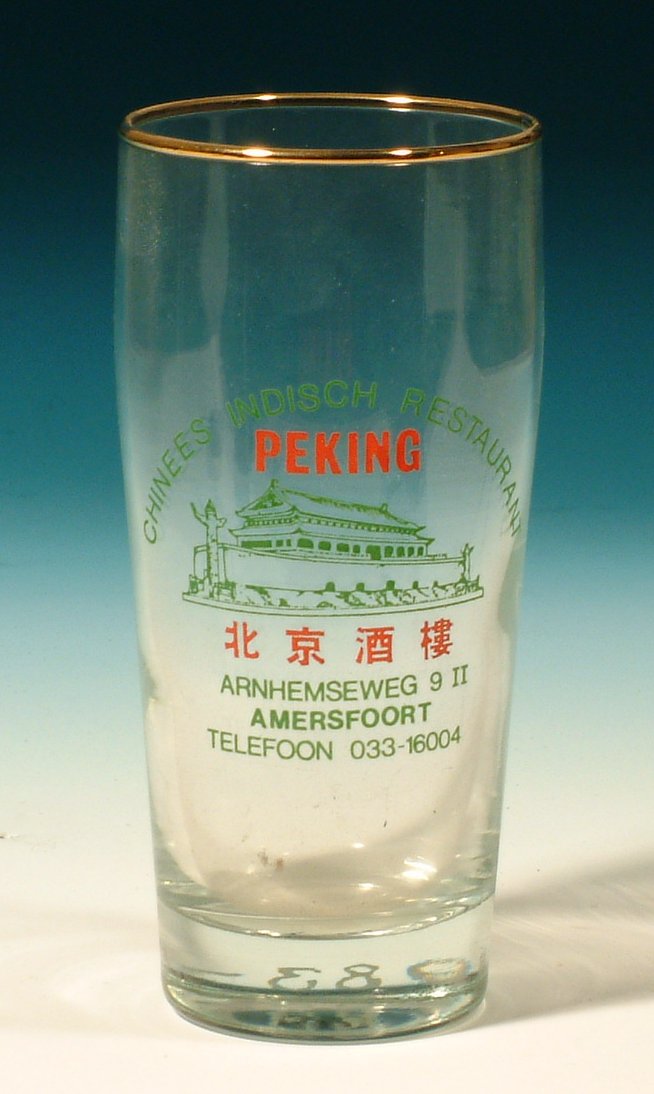 CHINEES INDISCH RESTAURANT
PEKING
北京酒樓
ARNHEMSEWEG 9 II
AMERSFOORT
TELEFOON 033-16004